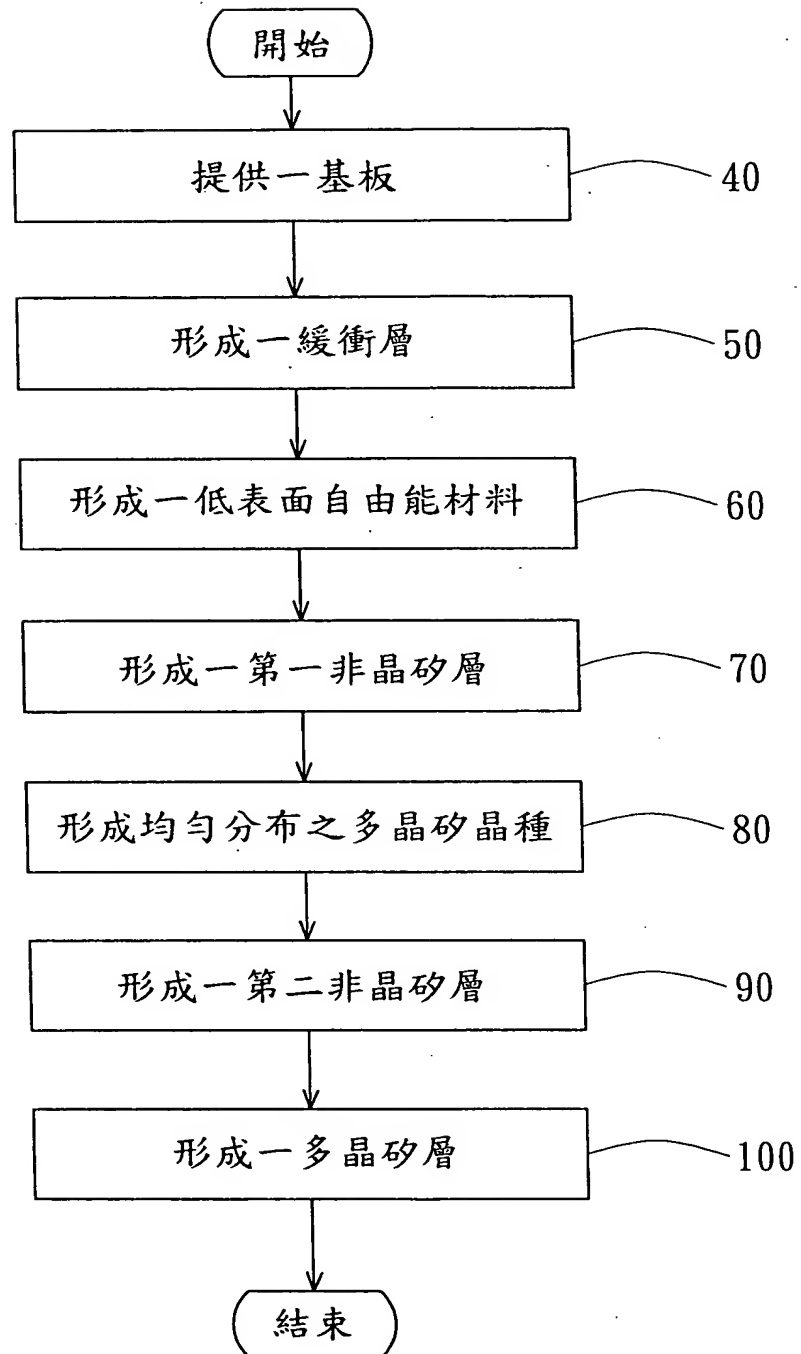 開始
提供一基板 40
形成一緩衝層 50
形成一低表面自由能材料 60
形成一第一非晶矽層 70
形成均勻分布之多晶矽晶種 80
形成一第二非晶矽層 90
形成一多晶矽層 100
結束